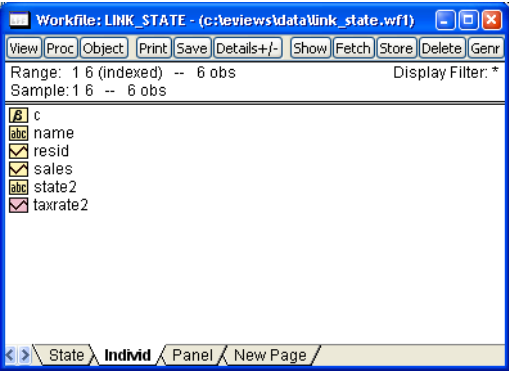 Workfile: LINK_STATE - (c:\eviews\data\link_state.wf1)
View Proc Object Print Save Details+/- Show Fetch Store Delete Genr
Range: 1 6 (indexed) -- 6 obs Display Filter: *
Sample: 1 6 -- 6 obs
β c
abc name
resid
sales
abc state2
taxrate2
State Individ Panel New Page